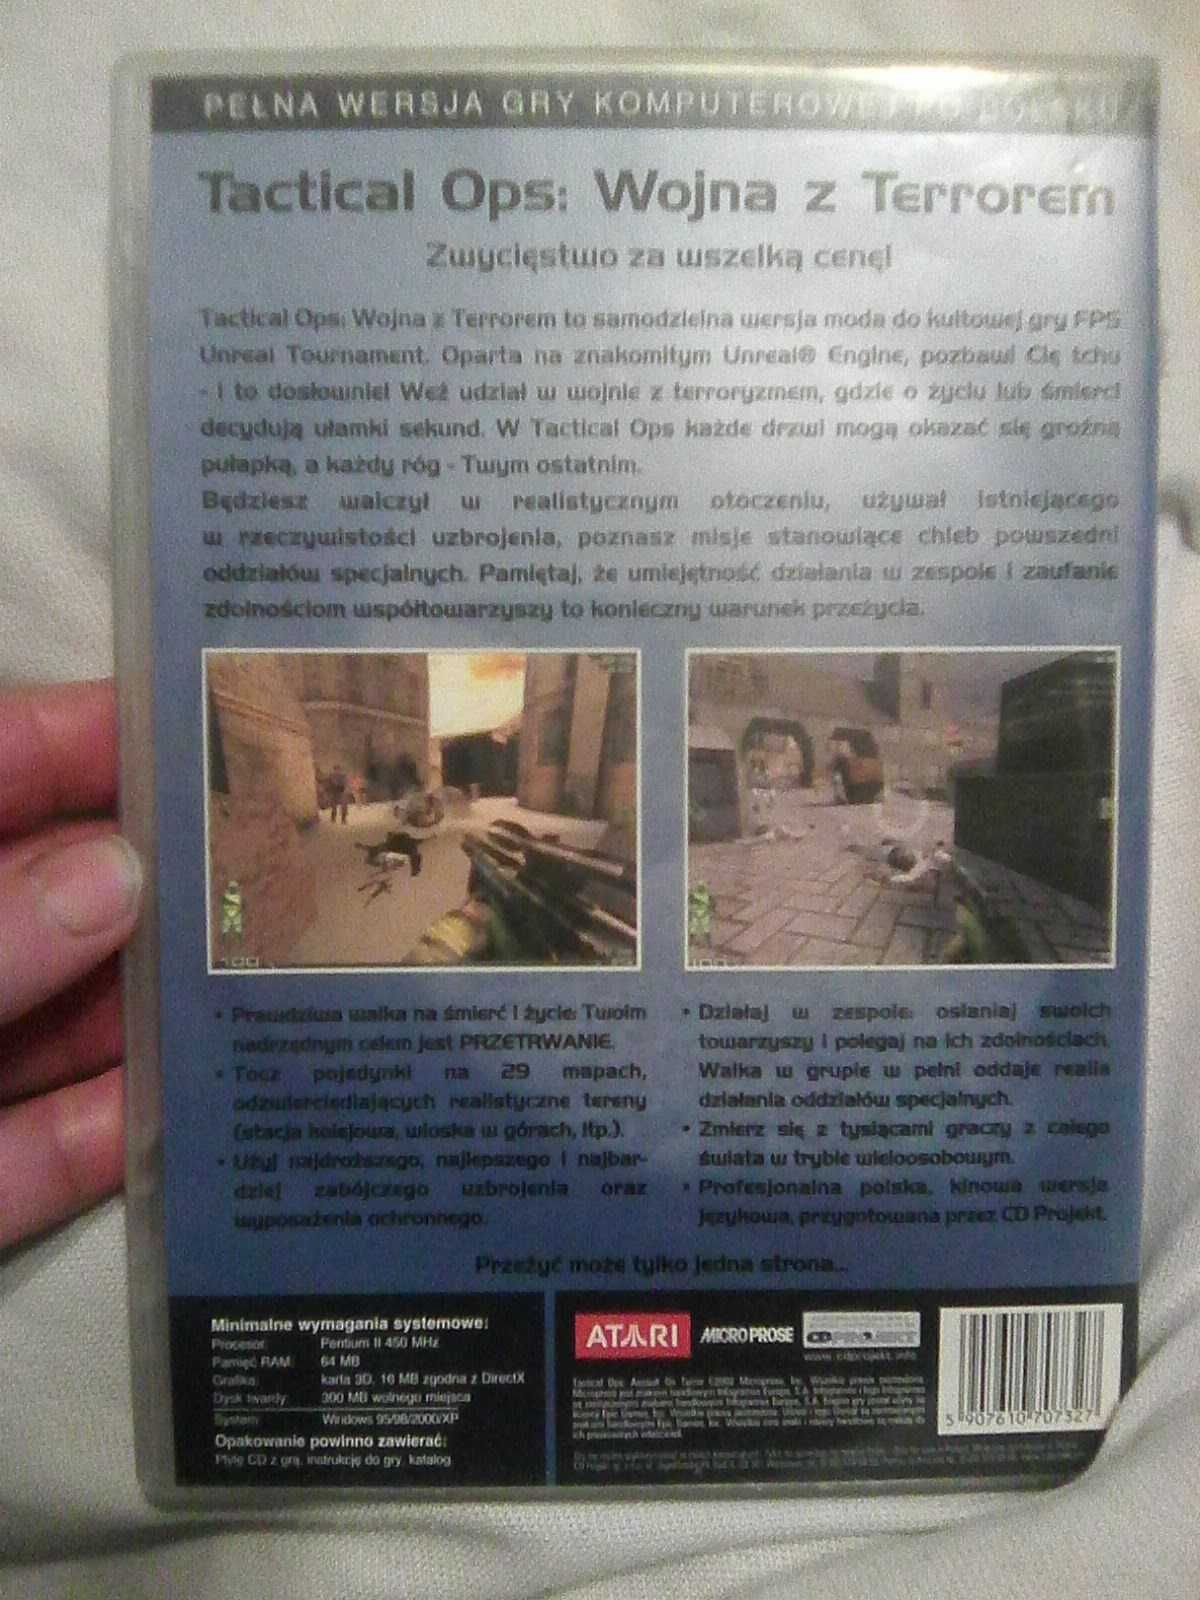 PEŁNA WERSJA GRY KOMPUTEROWEJ PO POLSKU
Tactical Ops: Wojna z Terrorem
Zwycięstwo za wszelką cenę!
Tactical Ops: Wojna z Terrorem to samodzielna wersja moda do kultowej gry FPS
Unreal Tournament. Oparta na znakomitym Unreal® Engine, pozbawi Cię tchu
- i to dosłownie! Weź udział w wojnie z terroryzmem, gdzie o życiu lub śmierci
decydują ułamki sekund. W Tactical Ops każde drzwi mogą okazać się groźną
pułapką, a każdy róg - Twym ostatnim.
Będziesz walczył w realistycznym otoczeniu, używał istniejącego
w rzeczywistości uzbrojenia, poznasz misje stanowiące chleb powszedni
oddziałów specjalnych. Pamiętaj, że umiejętność działania w zespole i zaufanie
zdolnościom współtowarzyszy to konieczny warunek przeżycia.
100
100
• Prawdziwa walka na śmierć i życie: Twoim
nadrzędnym celem jest PRZETRWANIE.
• Tocz pojedynki na 29 mapach,
odzwierciedlających realistyczne tereny
(stacja kolejowa, wioska w górach, itp.).
• Użyj najdroższego, najlepszego i najbar-
dziej zabójczego uzbrojenia oraz
wyposażenia ochronnego.
• Działaj w zespole: osłaniaj swoich
towarzyszy i polegaj na ich zdolnościach.
Walka w grupie w pełni oddaje realia
działania oddziałów specjalnych.
• Zmierz się z tysiącami graczy z całego
świata w trybie wieloosobowym.
• Profesjonalna polska, kinowa wersja
językowa, przygotowana przez CD Projekt.
Przeżyć może tylko jedna strona...
Minimalne wymagania systemowe:
Procesor: Pentium II 450 MHz
Pamięć RAM: 64 MB
Grafika: karta 3D, 16 MB zgodna z DirectX
Dysk twardy: 300 MB wolnego miejsca
System: Windows 95/98/2000/XP
Opakowanie powinno zawierać:
Płytę CD z grą, instrukcję do gry, katalog
ATARI
MICROPROSE
CD PROJEKT
www.cdprojekt.info
5 907610 707327